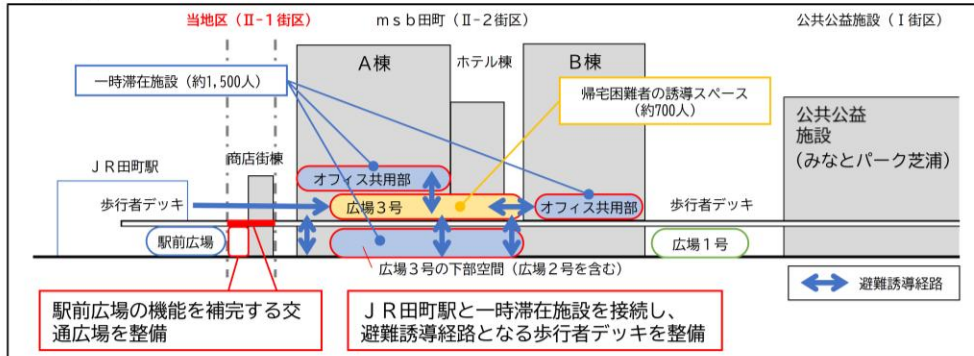 当地区（Ⅱ-1街区）
ｍｓｂ田町（Ⅱ-2街区）
公共公益施設（Ⅰ街区）
A棟
ホテル棟
B棟
一時滞在施設（約1,500人）
帰宅困難者の誘導スペース
（約700人）
公共公益
施設
（みなとパーク芝浦）
商店街棟
ＪＲ田町駅
オフィス共用部
歩行者デッキ
広場３号
オフィス共用部
歩行者デッキ
駅前広場
広場１号
広場３号の下部空間（広場２号を含む）
避難誘導経路
駅前広場の機能を補完する交
通広場を整備
ＪＲ田町駅と一時滞在施設を接続し、
避難誘導経路となる歩行者デッキを整備